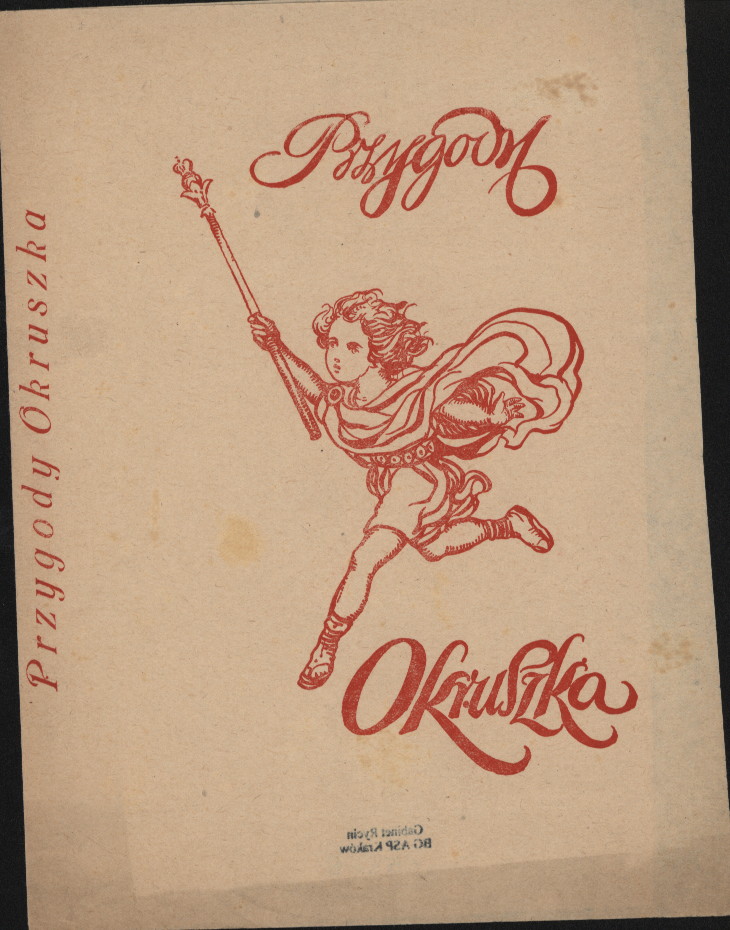 Przygody
Okruszka
Przygody Okruszka
Gabinet Rycin
BG ASP Kraków